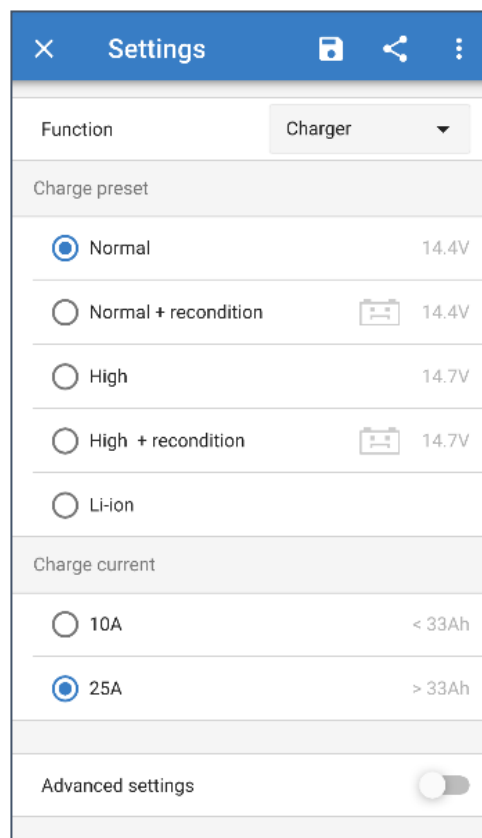 Settings
Function Charger
Charge preset
Normal 14.4V
Normal + recondition 14.4V
High 14.7V
High + recondition 14.7V
Li-ion
Charge current
10A < 33Ah
25A > 33Ah
Advanced settings